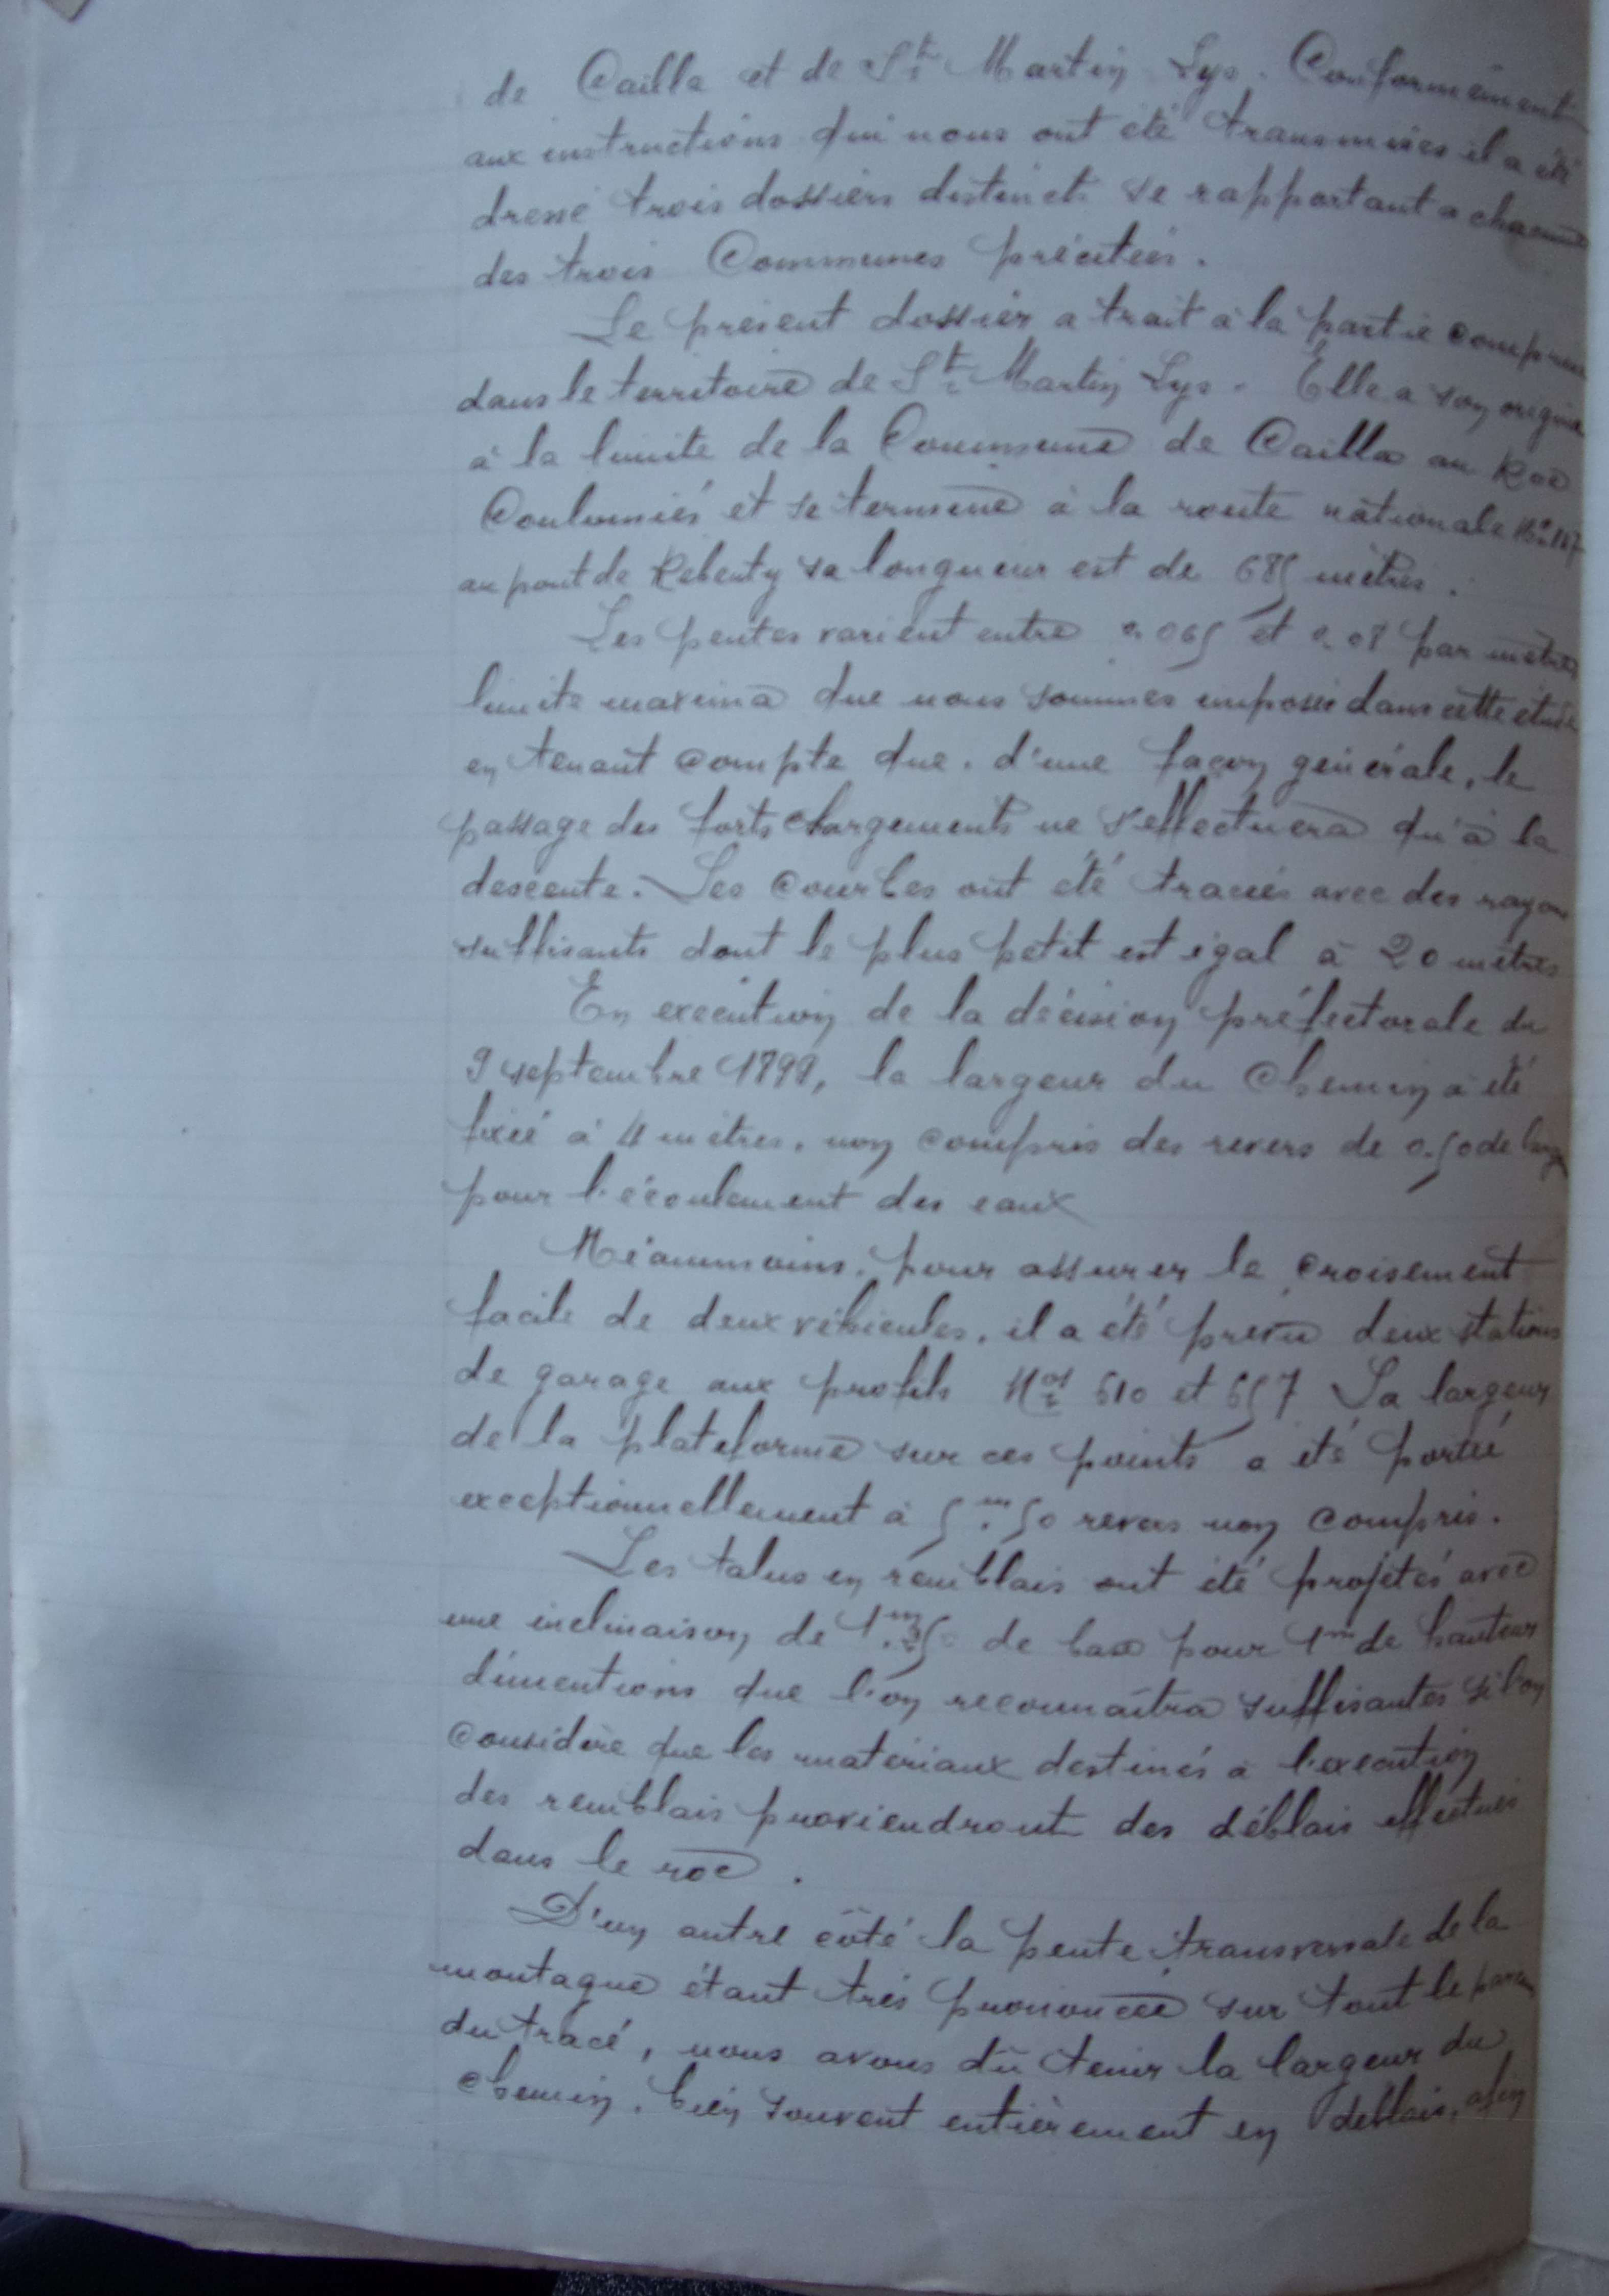 de Cailla et de St Martin Lys. Conformément
aux instructions qui nous ont été transmises il a été
dressé trois dossiers distincts se rapportant a chacune
des trois Communes précitées.
Le présent dossier a trait à la partie comprise
dans le territoire de St Martin Lys. Elle a son origine
à la limite de la Commune de Cailla au Roc
et se termine à la route nationale No 117
au pont de Rebenty sa longueur est de 685 mètres.
Les pentes varient entre 0.065 et 0.08 par mètre
limite maxima que nous sommes imposés dans cette étude
en tenant compte que, d'une façon générale, le
passage des forts chargements ne s'effectuera qu'à la
descente. Les courbes ont été tracées avec des rayons
suffisants dont le plus petit est égal à 20 mètres
En exécution de la décision préfectorale du
9 septembre 1899, la largeur du Chemin a été
fixée à 4 mètres, non compris des revers de 0.50 de large
pour l'écoulement des eaux
Néanmmoins, pour assurer le croisement
facile de deux véhicules, il a été prévu deux stations
de garage aux profils Nos 610 et 657 La largeur
de la plateforme sur ces points a été portée
exceptionnellement à 5m.50 revers non compris.
Les talus en remblais ont été projetés avec
une inclinaison de de base pour 1m de hauteur
dimentions que l'on reconnaîtra suffisantes si l'on
considère que les matériaux destinés à l'exécution
des remblais proviendront des déblais effectués
dans le roc.
D'un autre côté la pente transversale de la
montagne étant très prononcée sur tout le parcours
du tracé, nous avons dû tenir la largeur du
chemin, bien souvent entièrement en déblais, afin